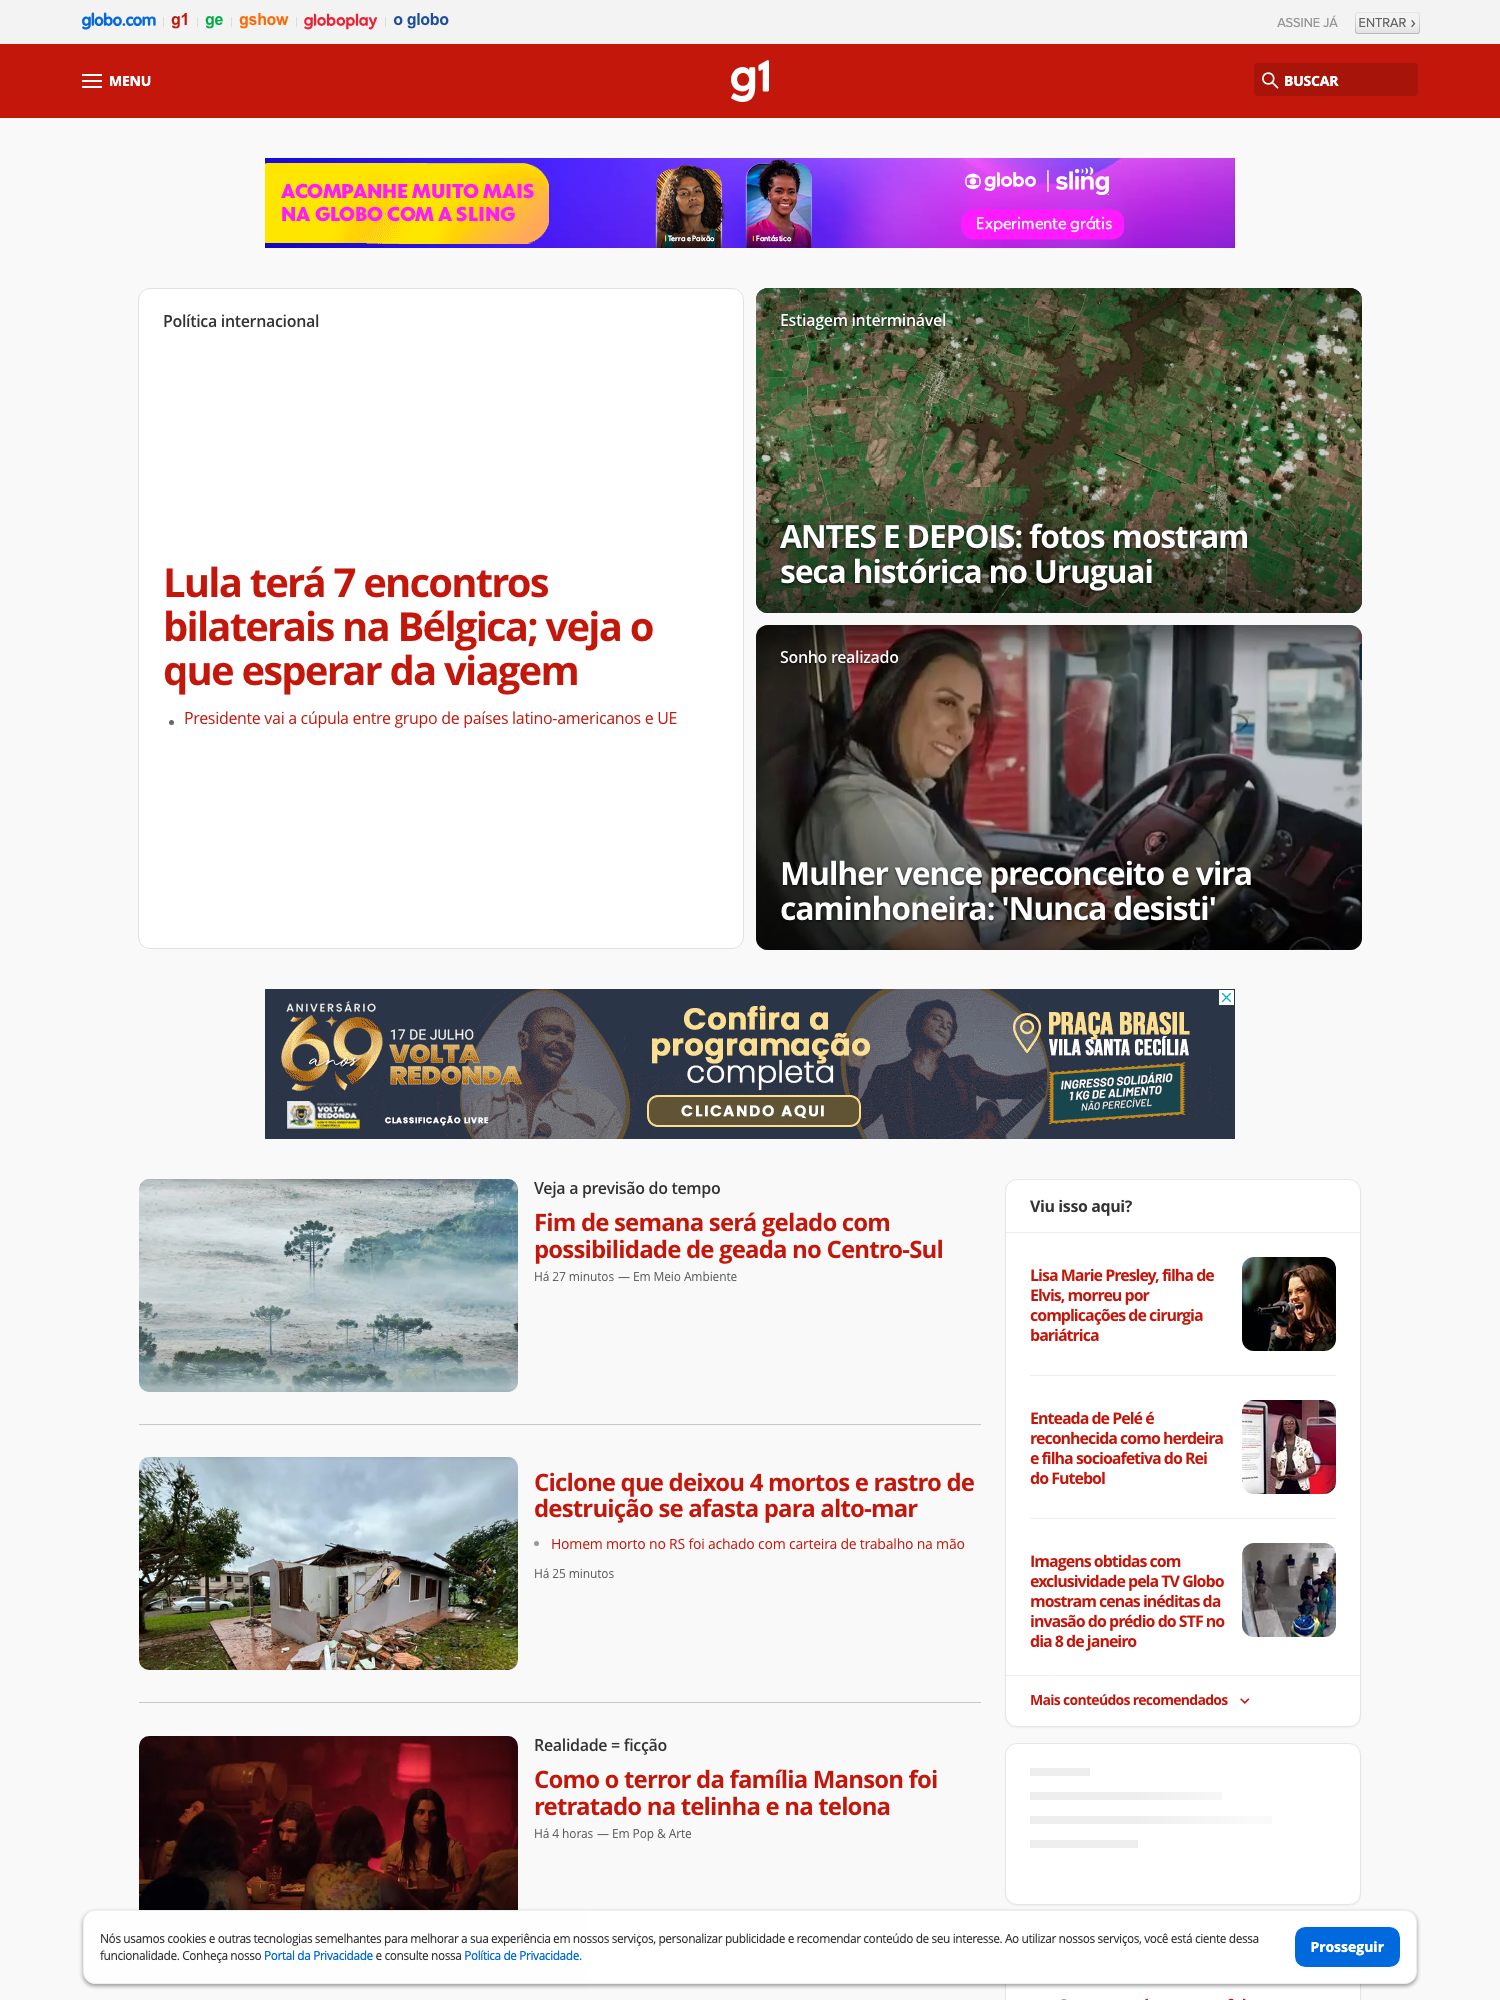 globo.com g1 ge gshow globoplay o globo
ASSINE JÁ ENTRAR ›
MENU
g1
BUSCAR
ACOMPANHE MUITO MAIS
NA GLOBO COM A SLING
Terra e Paixão
Fantástico
globo | sling
Experimente grátis
Política internacional
Lula terá 7 encontros
bilaterais na Bélgica; veja o
que esperar da viagem
• Presidente vai a cúpula entre grupo de países latino-americanos e UE
Estiagem interminável
ANTES E DEPOIS: fotos mostram
seca histórica no Uruguai
Sonho realizado
Mulher vence preconceito e vira
caminhoneira: 'Nunca desisti'
ANIVERSÁRIO
69
anos
17 DE JULHO
VOLTA
REDONDA
VOLTA
REDONDA
CLASSIFICAÇÃO LIVRE
Confira a
programação
completa
CLICANDO AQUI
PRAÇA BRASIL
VILA SANTA CECÍLIA
INGRESSO SOLIDÁRIO
1 KG DE ALIMENTO
NÃO PERECÍVEL
Veja a previsão do tempo
Fim de semana será gelado com
possibilidade de geada no Centro-Sul
Há 27 minutos — Em Meio Ambiente
Ciclone que deixou 4 mortos e rastro de
destruição se afasta para alto-mar
• Homem morto no RS foi achado com carteira de trabalho na mão
Há 25 minutos
Realidade = ficção
Como o terror da família Manson foi
retratado na telinha e na telona
Há 4 horas — Em Pop & Arte
Viu isso aqui?
Lisa Marie Presley, filha de
Elvis, morreu por
complicações de cirurgia
bariátrica
Enteada de Pelé é
reconhecida como herdeira
e filha socioafetiva do Rei
do Futebol
Imagens obtidas com
exclusividade pela TV Globo
mostram cenas inéditas da
invasão do prédio do STF no
dia 8 de janeiro
Mais conteúdos recomendados
Nós usamos cookies e outras tecnologias semelhantes para melhorar a sua experiência em nossos serviços, personalizar publicidade e recomendar conteúdo de seu interesse. Ao utilizar nossos serviços, você está ciente dessa
funcionalidade. Conheça nosso Portal da Privacidade e consulte nossa Política de Privacidade.
Prosseguir